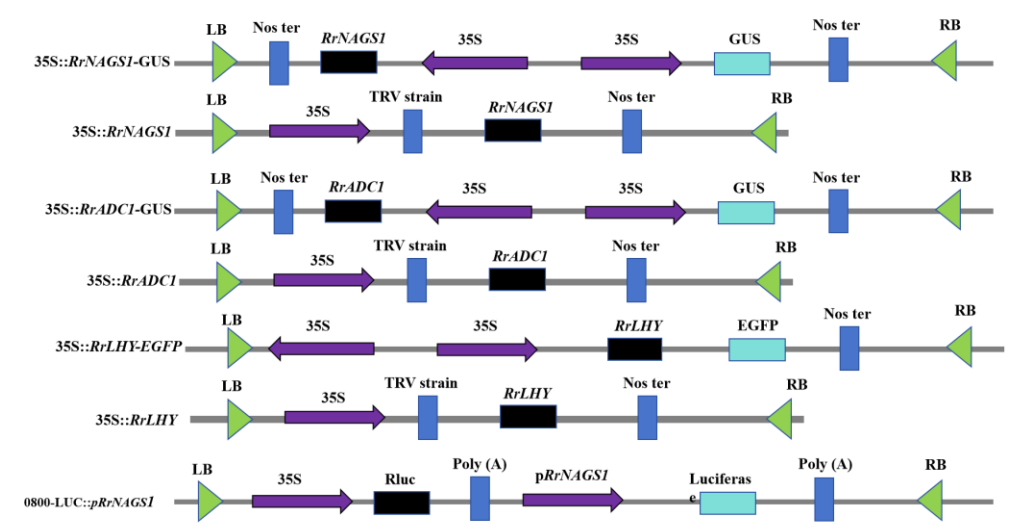 LB Nos ter RrNAGS1 35S 35S GUS Nos ter RB
35S::RrNAGS1-GUS
LB 35S TRV strain RrNAGS1 Nos ter RB
35S::RrNAGS1
LB Nos ter RrADC1 35S 35S GUS Nos ter RB
35S::RrADC1-GUS
LB 35S TRV strain RrADC1 Nos ter RB
35S::RrADC1
LB 35S 35S RrLHY EGFP Nos ter RB
35S::RrLHY-EGFP
LB 35S TRV strain RrLHY Nos ter RB
35S::RrLHY
LB 35S Rluc Poly (A) pRrNAGS1 Luciferas Poly (A) RB
e
0800-LUC::pRrNAGS1